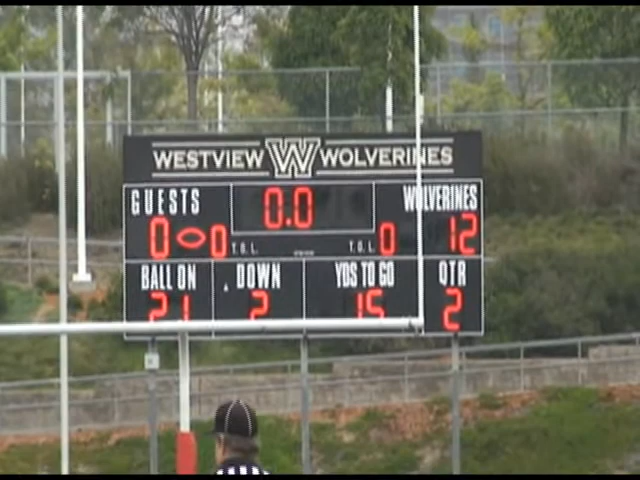 WESTVIEW W WOLVERINES
GUESTS 0.0 WOLVERINES
0 0 T.O.L. T.O.L. 0 12
BALL ON DOWN YDS TO GO QTR
21 2 15 2